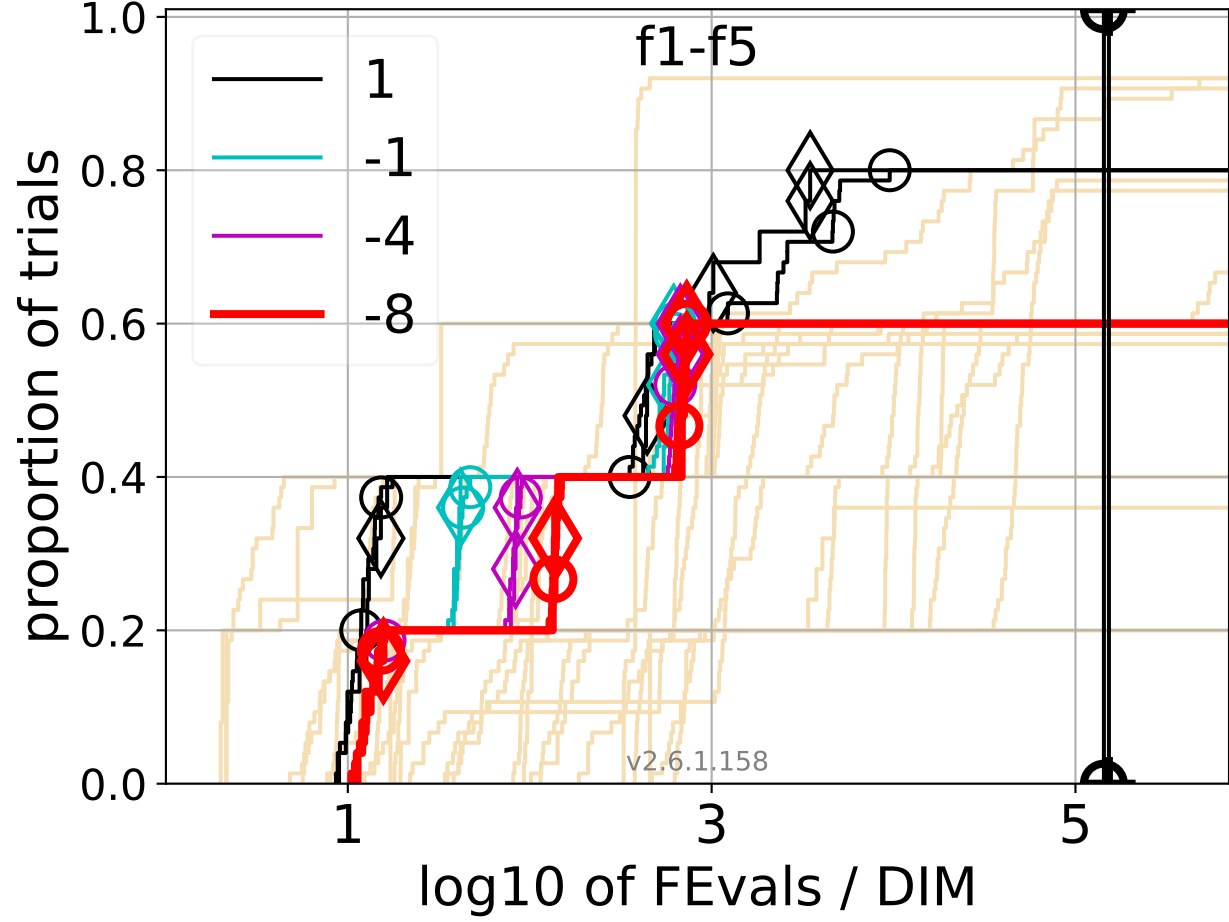 f1-f5
1
-1
-4
-8
1.0
0.8
0.6
0.4
0.2
0.0
proportion of trials
v2.6.1.158
1 3 5
log10 of FEvals / DIM